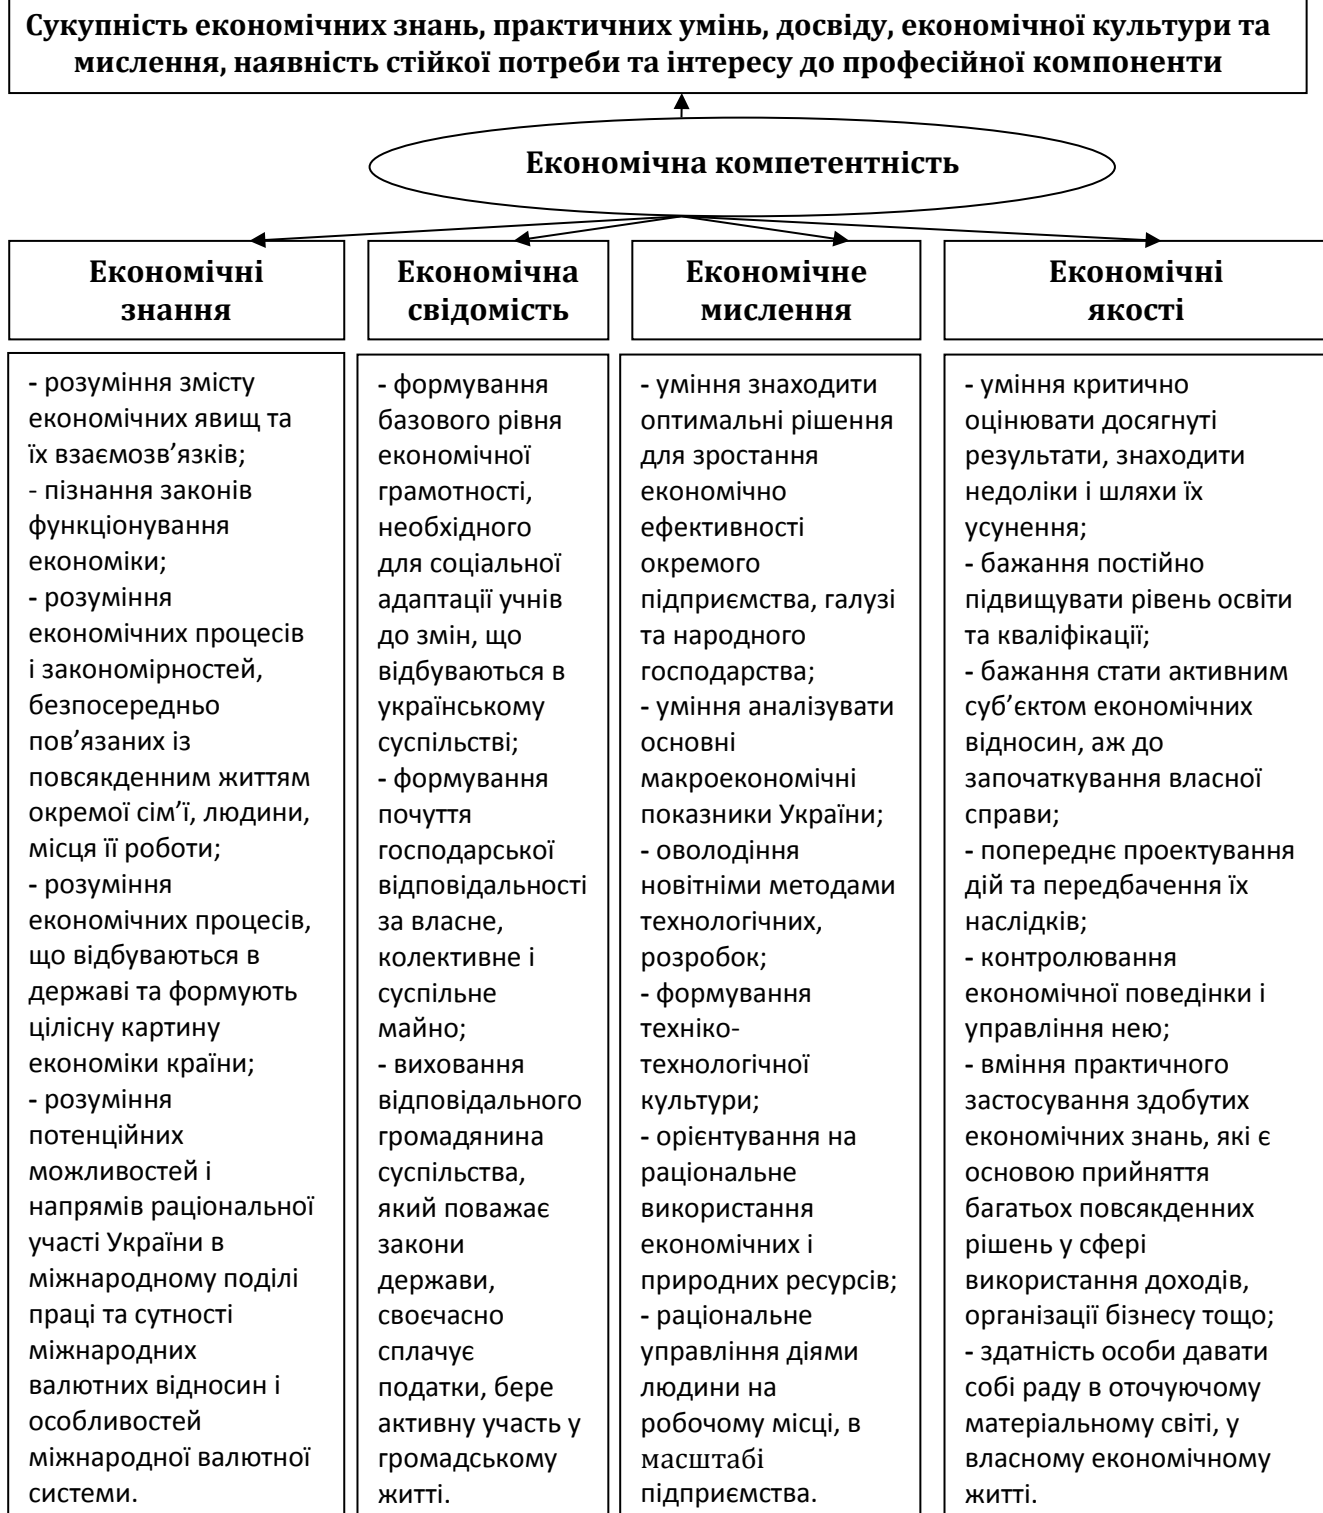 Сукупність економічних знань, практичних умінь, досвіду, економічної культури та
мислення, наявність стійкої потреби та інтересу до професійної компоненти
Економічна компетентність
Економічні
знання
Економічна
свідомість
Економічне
мислення
Економічні
якості
- розуміння змісту
економічних явищ та
їх взаємозв’язків;
- пізнання законів
функціонування
економіки;
- розуміння
економічних процесів
і закономірностей,
безпосередньо
пов’язаних із
повсякденним життям
окремої сім’ї, людини,
місця її роботи;
- розуміння
економічних процесів,
що відбуваються в
державі та формують
цілісну картину
економіки країни;
- розуміння
потенційних
можливостей і
напрямів раціональної
участі України в
міжнародному поділі
праці та сутності
міжнародних
валютних відносин і
особливостей
міжнародної валютної
системи.
- формування
базового рівня
економічної
грамотності,
необхідного
для соціальної
адаптації учнів
до змін, що
відбуваються в
українському
суспільстві;
- формування
почуття
господарської
відповідальності
за власне,
колективне і
суспільне
майно;
- виховання
відповідального
громадянина
суспільства,
який поважає
закони
держави,
своєчасно
сплачує
податки, бере
активну участь у
громадському
житті.
- уміння знаходити
оптимальні рішення
для зростання
економічно
ефективності
окремого
підприємства, галузі
та народного
господарства;
- уміння аналізувати
основні
макроекономічні
показники України;
- оволодіння
новітніми методами
технологічних,
розробок;
- формування
техніко-
технологічної
культури;
- орієнтування на
раціональне
використання
економічних і
природних ресурсів;
- раціональне
управління діями
людини на
робочому місці, в
масштабі
підприємства.
- уміння критично
оцінювати досягнуті
результати, знаходити
недоліки і шляхи їх
усунення;
- бажання постійно
підвищувати рівень освіти
та кваліфікації;
- бажання стати активним
суб’єктом економічних
відносин, аж до
започаткування власної
справи;
- попереднє проектування
дій та передбачення їх
наслідків;
- контролювання
економічної поведінки і
управління нею;
- вміння практичного
застосування здобутих
економічних знань, які є
основою прийняття
багатьох повсякденних
рішень у сфері
використання доходів,
організації бізнесу тощо;
- здатність особи давати
собі раду в оточуючому
матеріальному світі, у
власному економічному
житті.